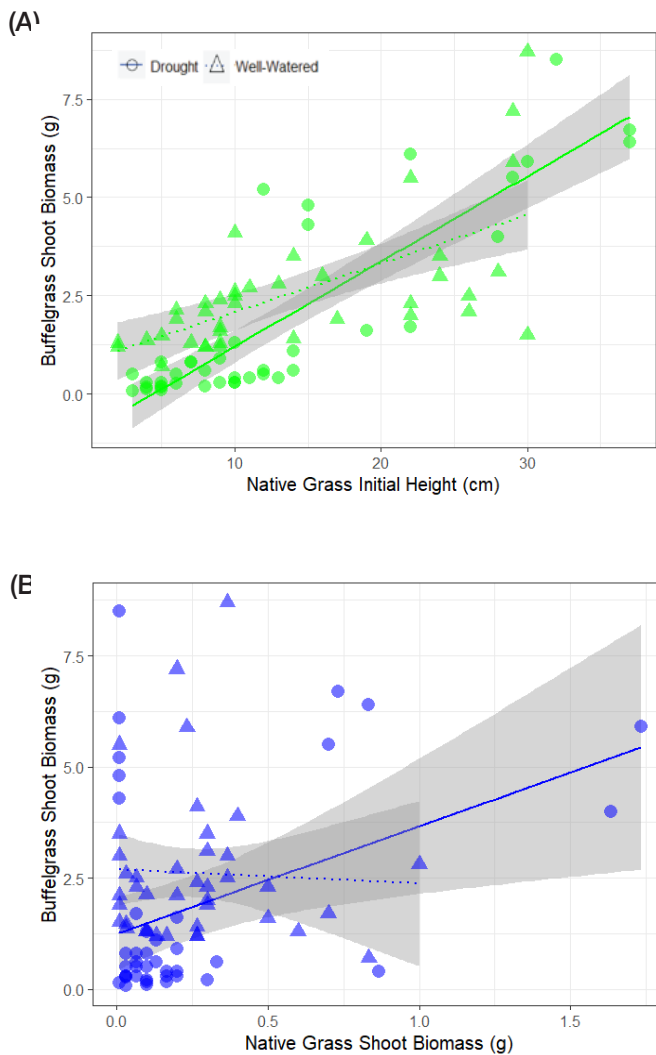 (A)
Drought Well-Watered
Buffelgrass Shoot Biomass (g)
7.5
5.0
2.5
0.0
10 20 30
Native Grass Initial Height (cm)
(B
Buffelgrass Shoot Biomass (g)
7.5
5.0
2.5
0.0
0.0 0.5 1.0 1.5
Native Grass Shoot Biomass (g)